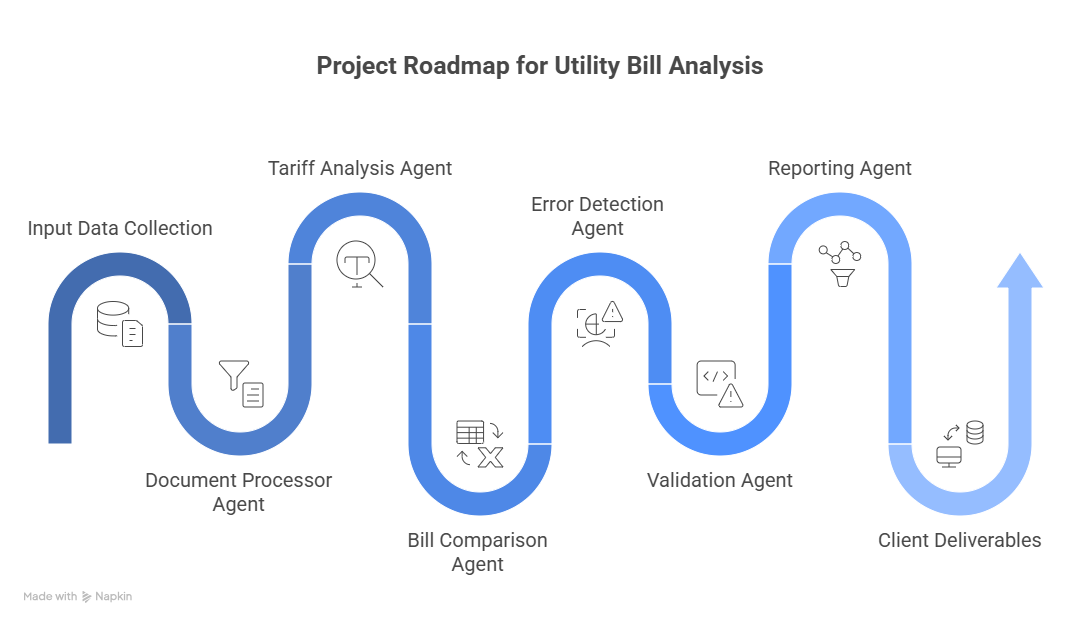 Project Roadmap for Utility Bill Analysis
Tariff Analysis Agent
Reporting Agent
Error Detection
Agent
Input Data Collection
</>
Document Processor
Agent
Validation Agent
Bill Comparison
Agent
Client Deliverables
Made with Napkin